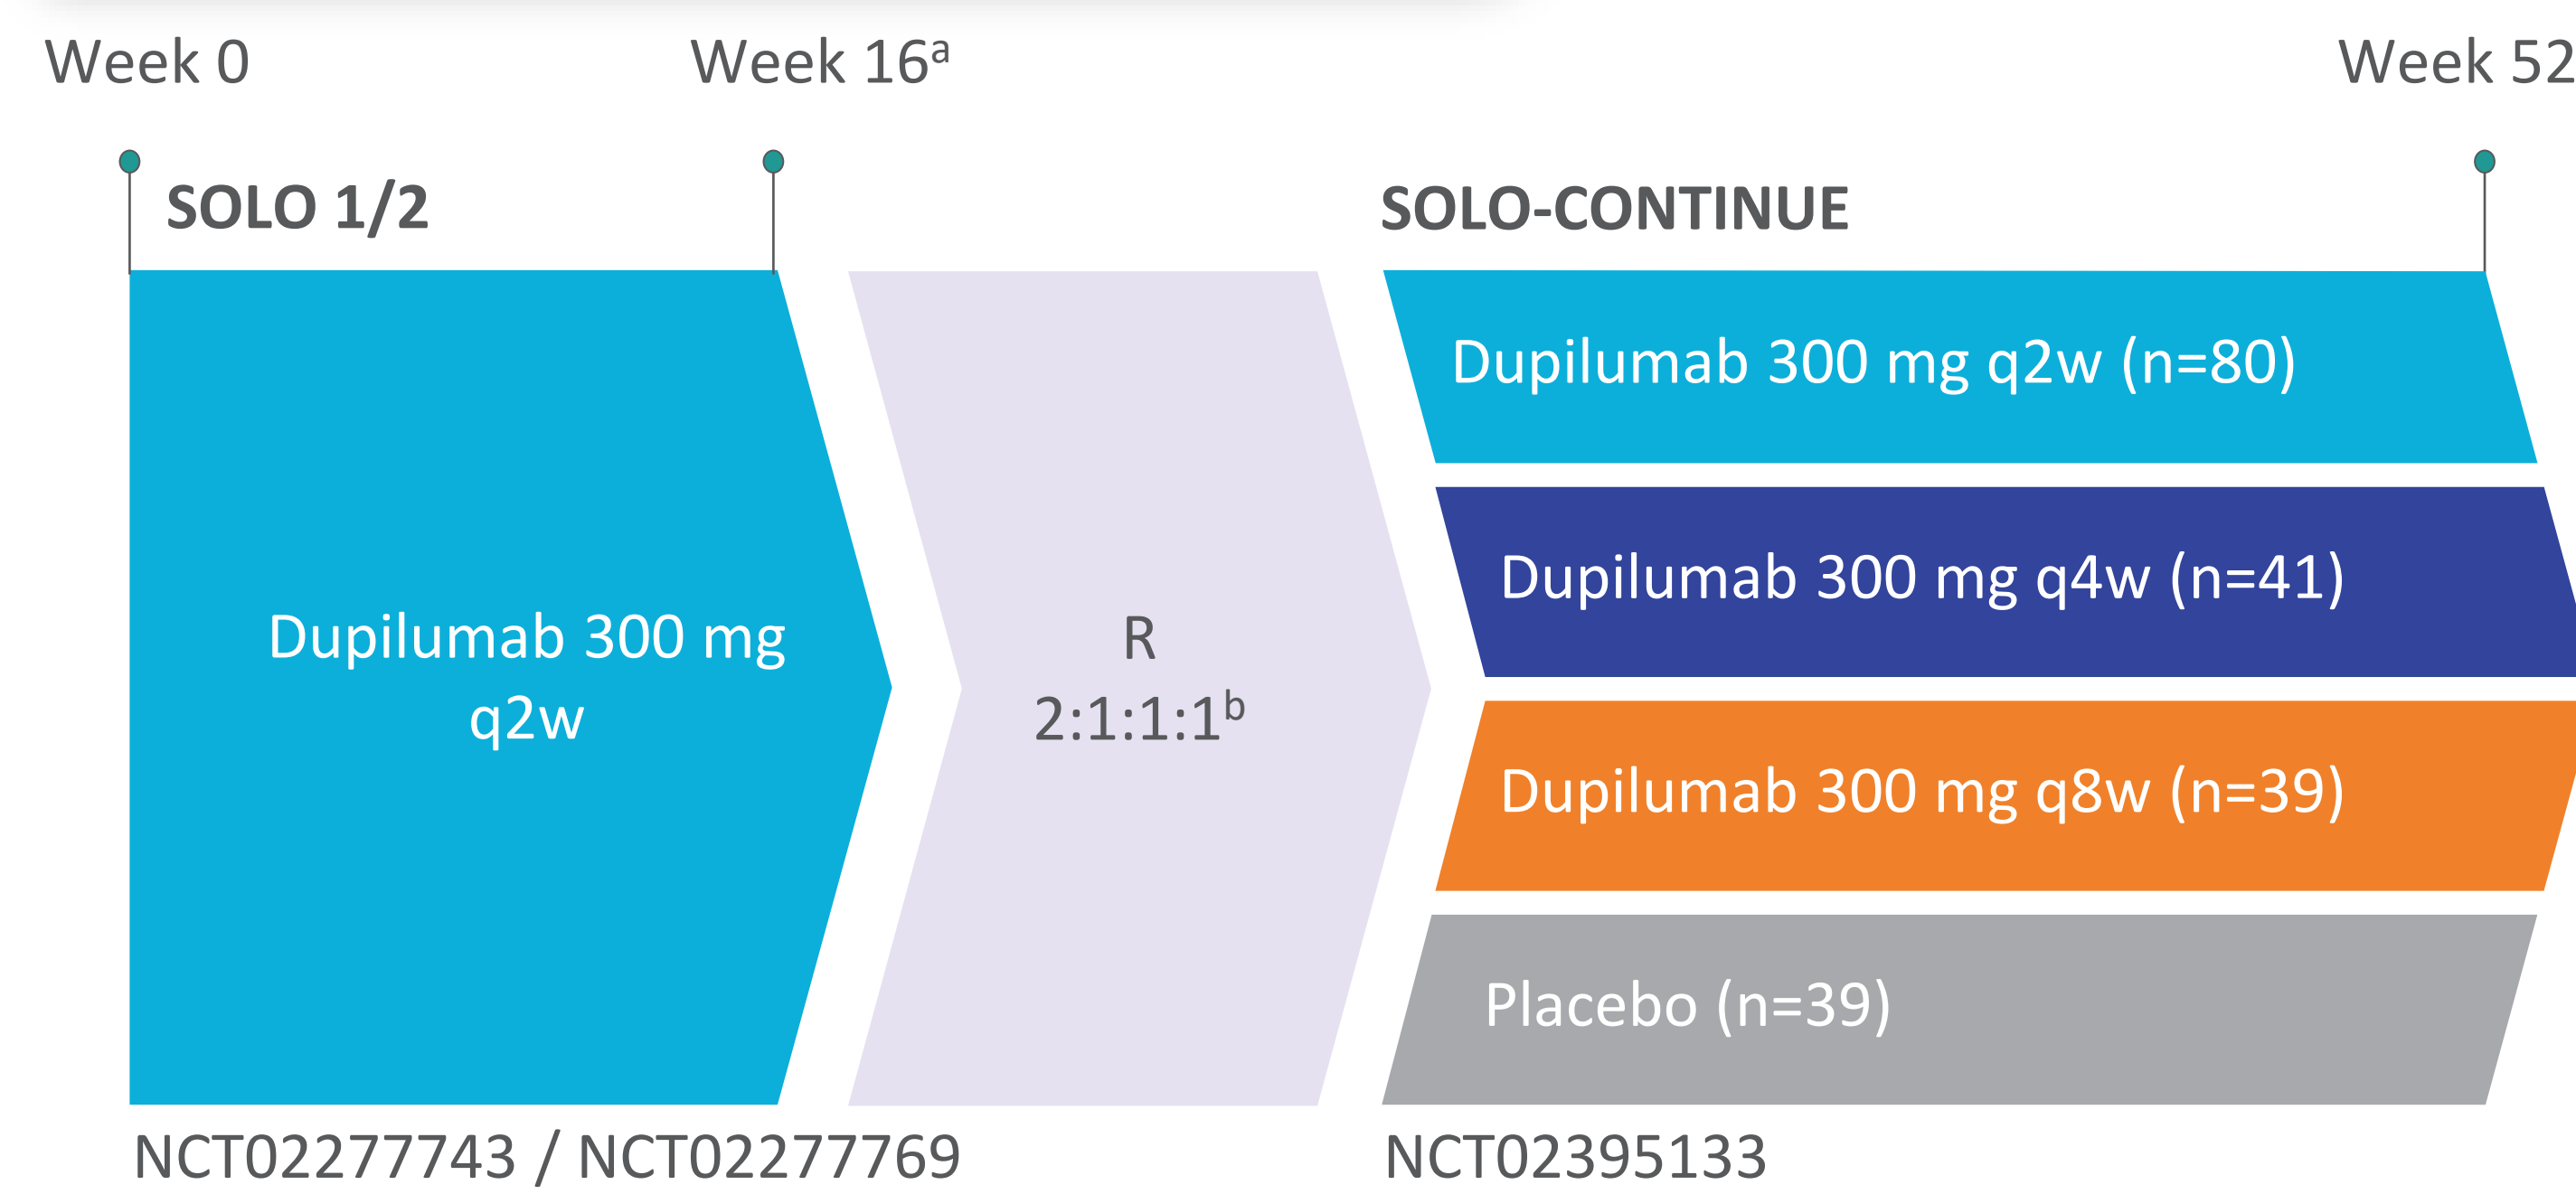 Week 0
Week 16ᵃ
Week 52
SOLO 1/2
SOLO-CONTINUE
Dupilumab 300 mg
q2w
R
2:1:1:1ᵇ
Dupilumab 300 mg q2w (n=80)
Dupilumab 300 mg q4w (n=41)
Dupilumab 300 mg q8w (n=39)
Placebo (n=39)
NCT02277743 / NCT02277769
NCT02395133